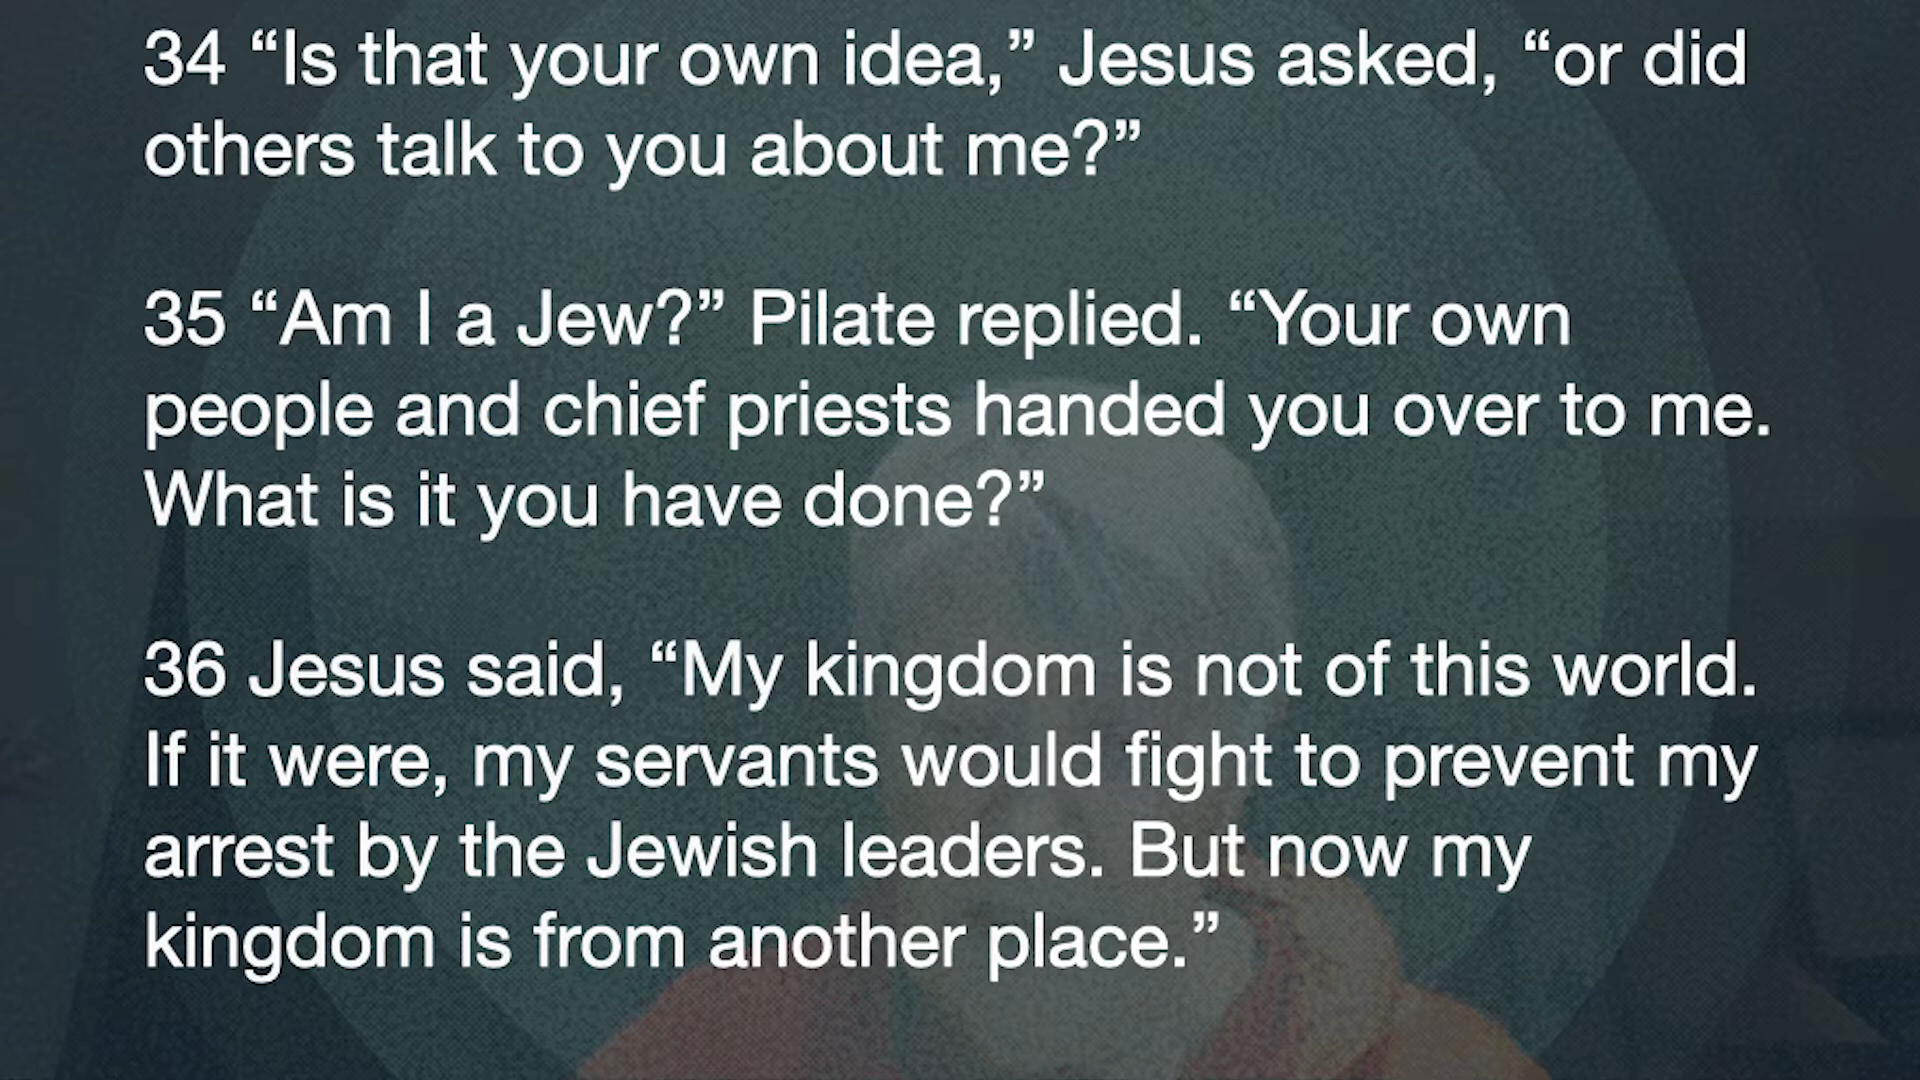 34 “Is that your own idea,” Jesus asked, “or did
others talk to you about me?”
35 “Am I a Jew?” Pilate replied. “Your own
people and chief priests handed you over to me.
What is it you have done?”
36 Jesus said, “My kingdom is not of this world.
If it were, my servants would fight to prevent my
arrest by the Jewish leaders. But now my
kingdom is from another place.”